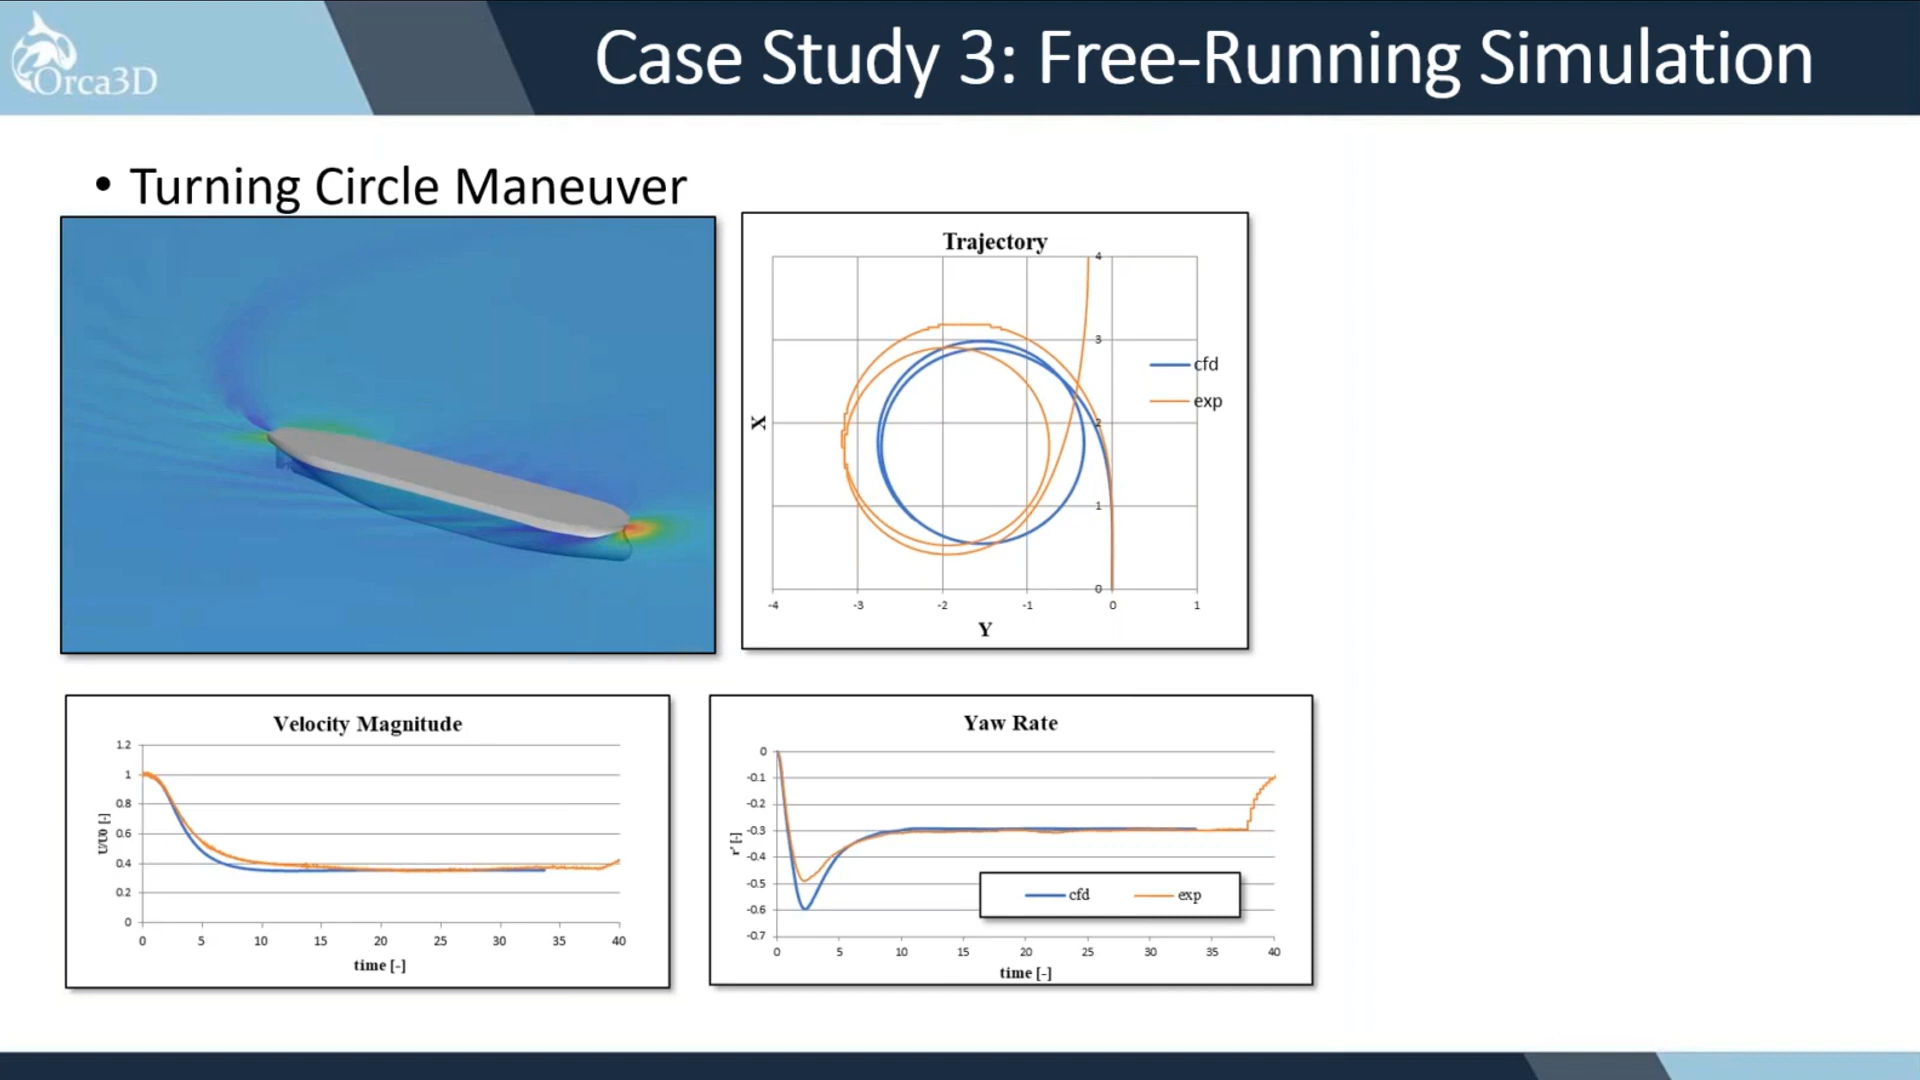 Orca3D
Case Study 3: Free-Running Simulation
• Turning Circle Maneuver
Trajectory
4
3
2
1
0
X
-4 -3 -2 -1 0 1
Y
cfd
exp
Velocity Magnitude
1.2
1
0.8
0.6
0.4
0.2
0
U/U0 [-]
0 5 10 15 20 25 30 35 40
time [-]
Yaw Rate
0
-0.1
-0.2
-0.3
-0.4
-0.5
-0.6
-0.7
r' [-]
cfd exp
0 5 10 15 20 25 30 35 40
time [-]